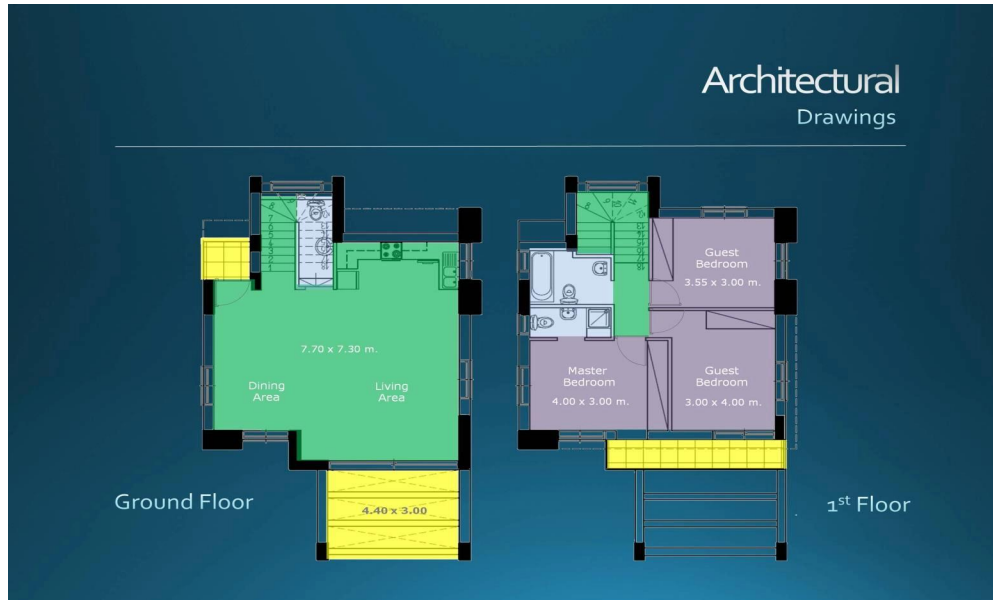 Architectural
Drawings
7.70 x 7.30 m.
Dining
Area
Living
Area
4.40 x 3.00
Ground Floor
Guest
Bedroom
3.55 x 3.00 m.
Master
Bedroom
4.00 x 3.00 m.
Guest
Bedroom
3.00 x 4.00 m.
1st Floor